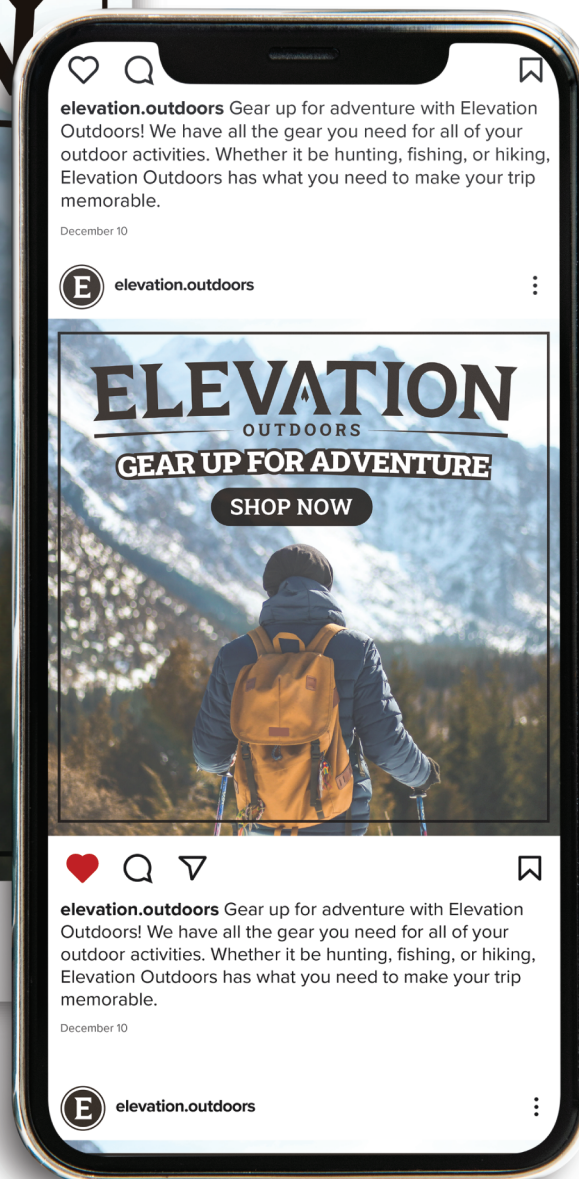 elevation.outdoors Gear up for adventure with Elevation
Outdoors! We have all the gear you need for all of your
outdoor activities. Whether it be hunting, fishing, or hiking,
Elevation Outdoors has what you need to make your trip
memorable.
December 10
E elevation.outdoors
ELEVATION
OUTDOORS
GEAR UP FOR ADVENTURE
SHOP NOW
elevation.outdoors Gear up for adventure with Elevation
Outdoors! We have all the gear you need for all of your
outdoor activities. Whether it be hunting, fishing, or hiking,
Elevation Outdoors has what you need to make your trip
memorable.
December 10
E elevation.outdoors